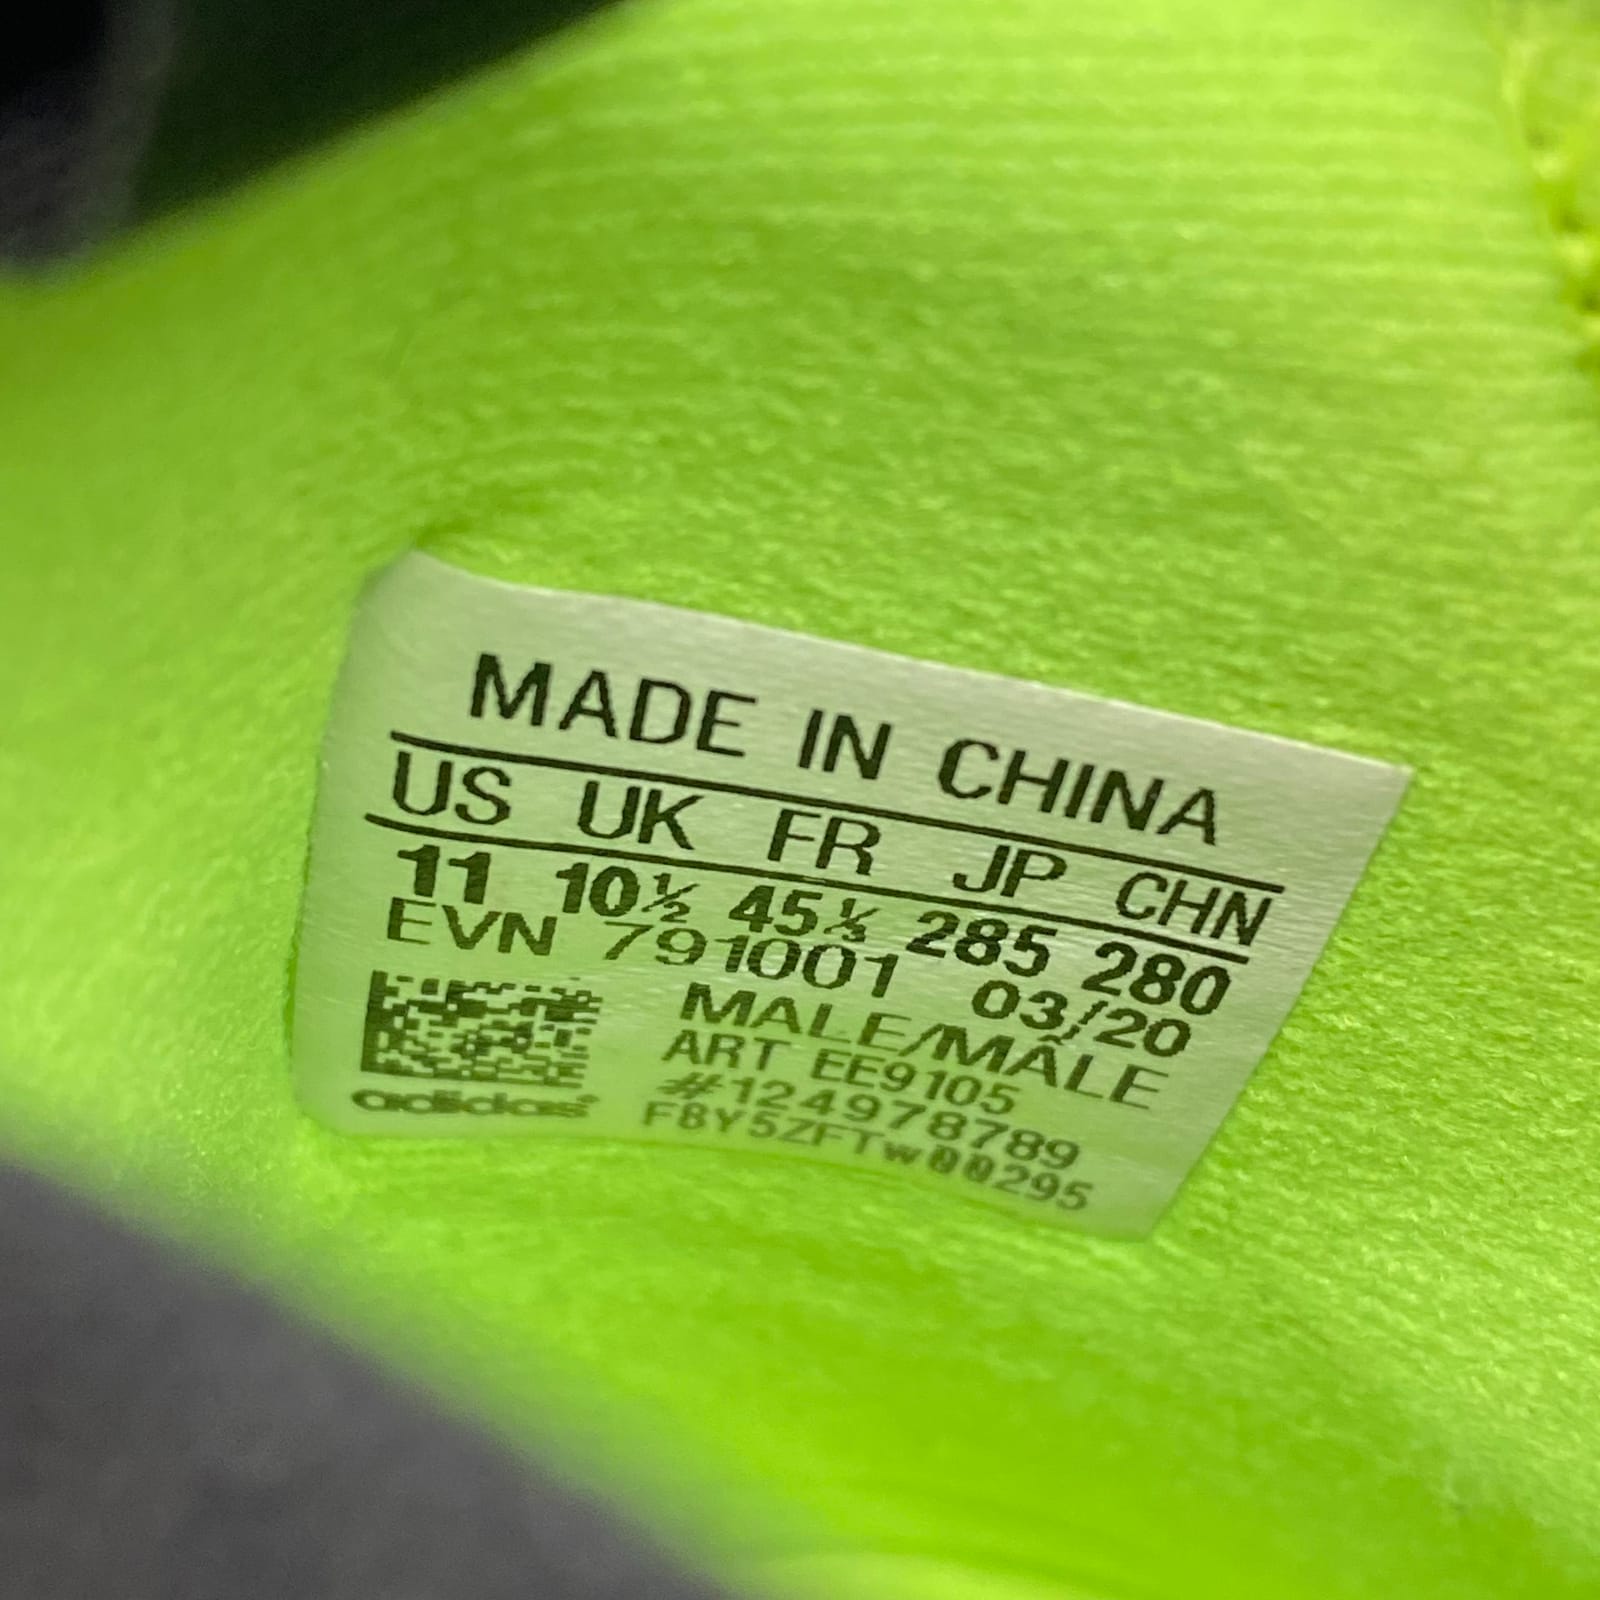 MADE IN CHINA
US UK FR JP CHN
11 10½ 45⅓ 285 280
EVN 791001 03/20
MALE/MÂLE
ART EE9105
#124978789
F8Y5ZFTw00295
adidas